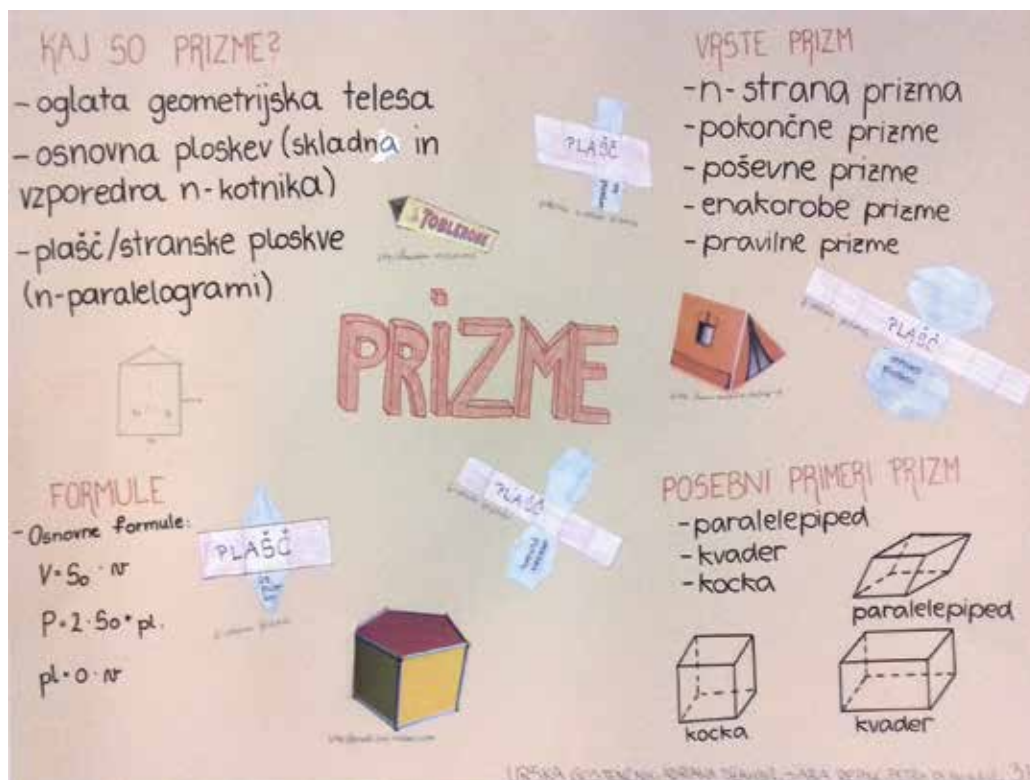 KAJ SO PRIZME?
- oglata geometrijska telesa
- osnovna ploskev (skladna in
vzporedra n-kotnika)
- plašč/stranske ploskve
(n-paralelogrami)
TOBLERONE
PLAŠČ
VRSTE PRIZM
- n-strana prizma
- pokončne prizme
- poševne prizme
- enakorobe prizme
- pravilne prizme
PRIZME
PLAŠČ
FORMULE
- Osnovne formule:
V = So · v
P = 2 · So + pl.
pl = o · v
PLAŠČ
PLAŠČ
POSEBNI PRIMERI PRIZM
- paralelepiped
- kvader
- kocka
paralelepiped
kocka
kvader